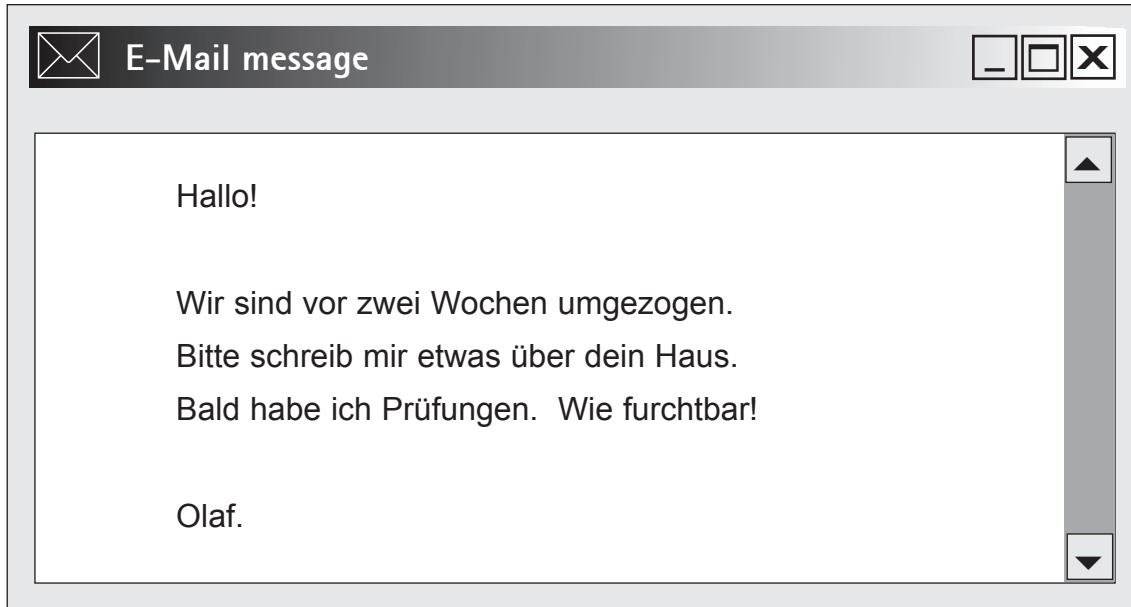 E-Mail message
Hallo!
Wir sind vor zwei Wochen umgezogen.
Bitte schreib mir etwas über dein Haus.
Bald habe ich Prüfungen.  Wie furchtbar!
Olaf.